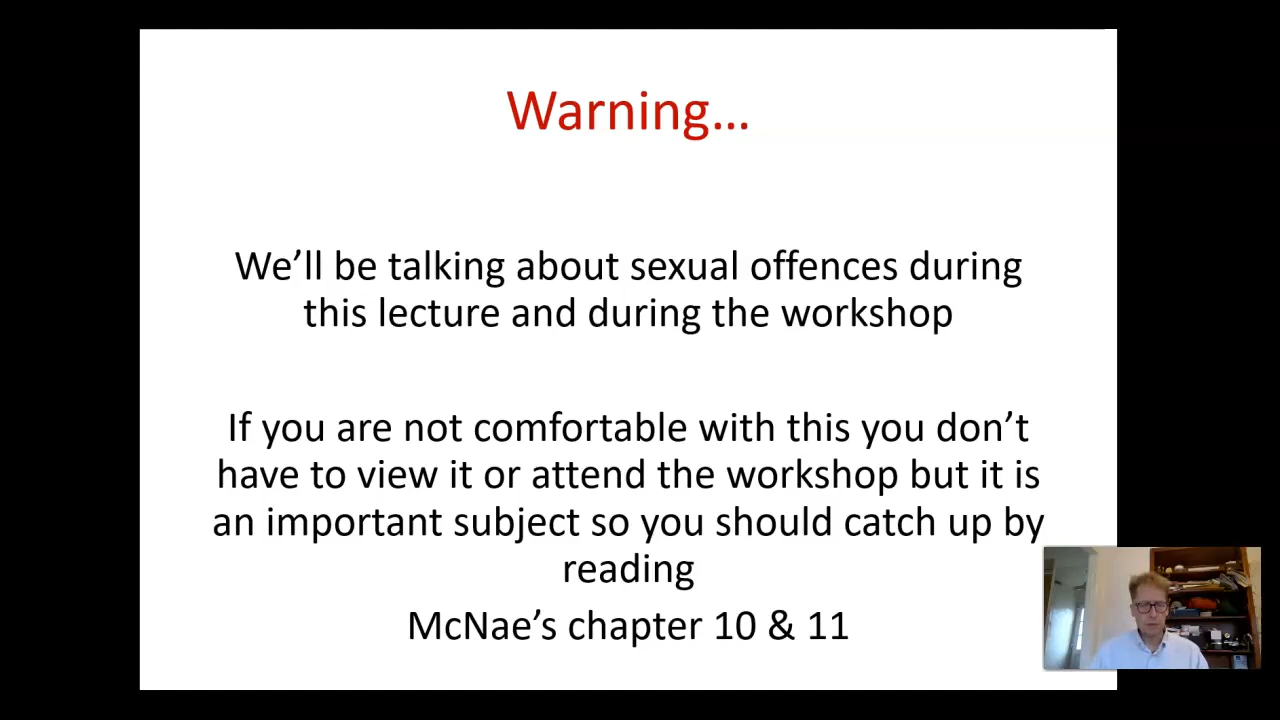 Warning...
We’ll be talking about sexual offences during
this lecture and during the workshop
If you are not comfortable with this you don’t
have to view it or attend the workshop but it is
an important subject so you should catch up by
reading
McNae’s chapter 10 & 11